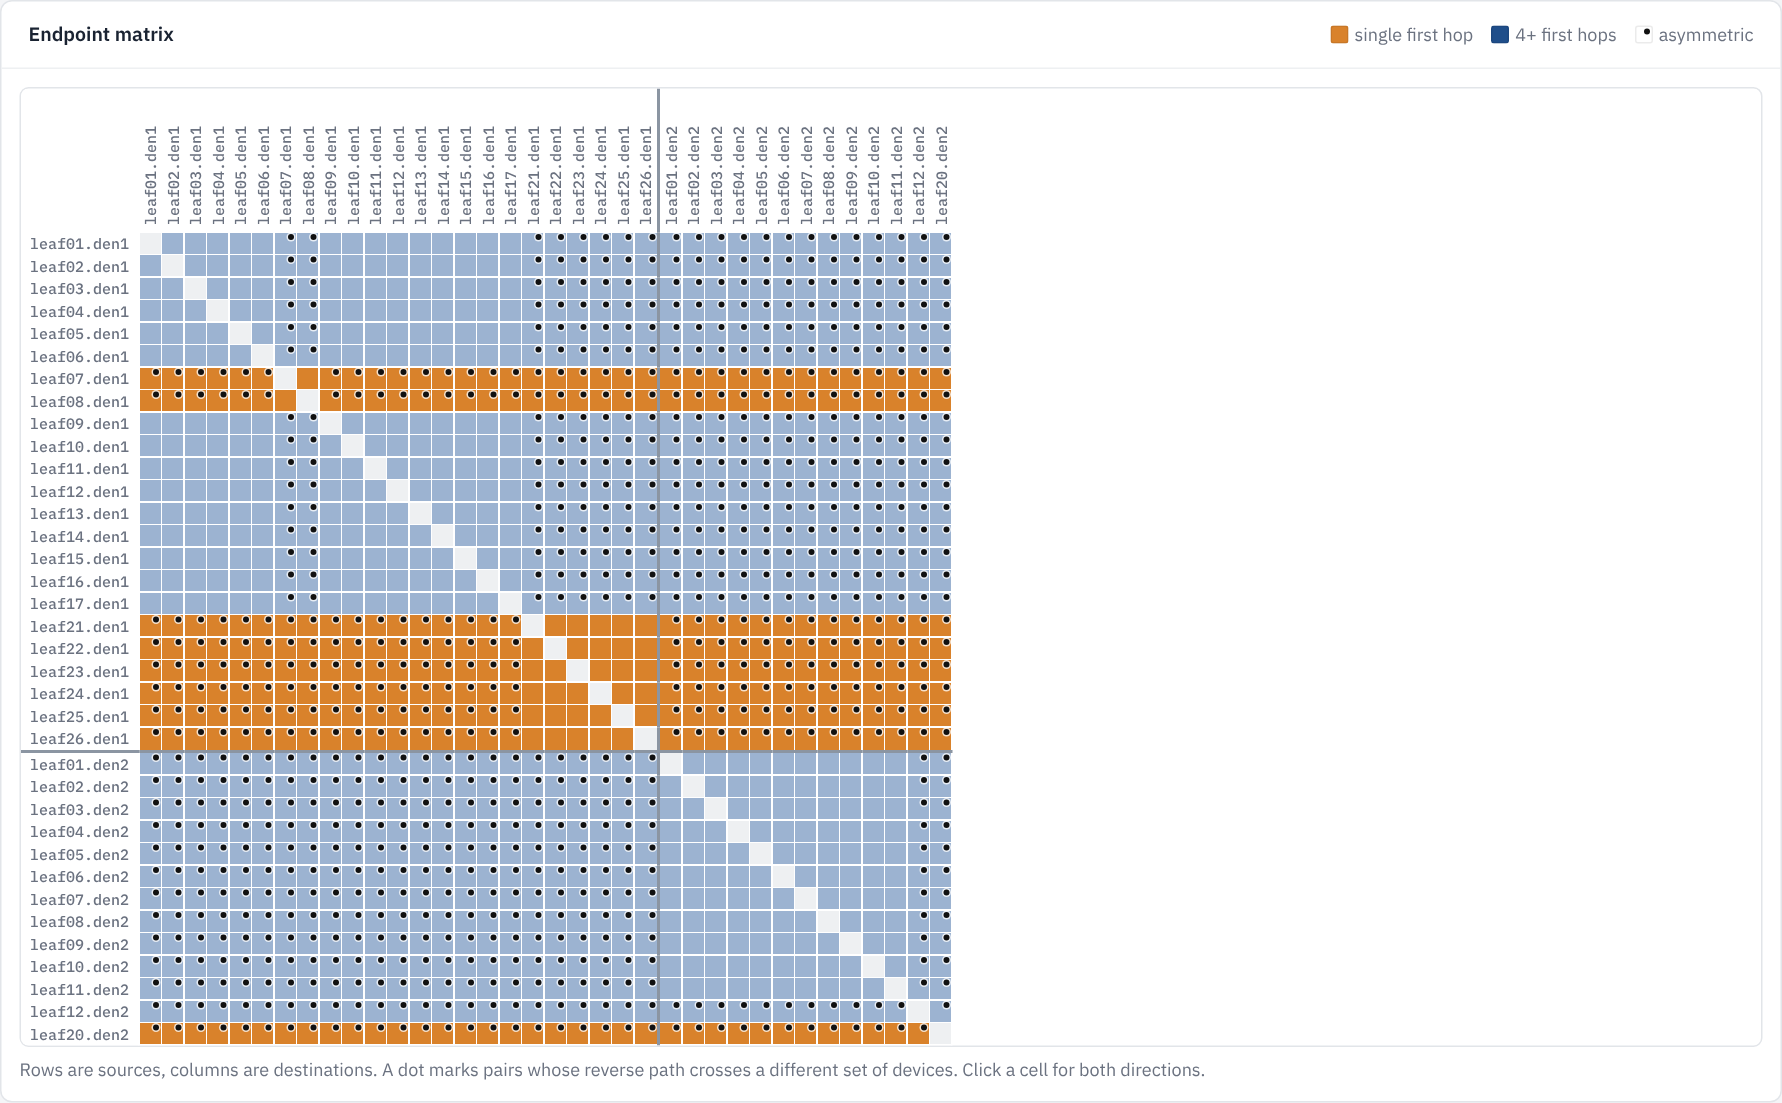 Endpoint matrix
single first hop
4+ first hops
asymmetric
leaf01.den1
leaf02.den1
leaf03.den1
leaf04.den1
leaf05.den1
leaf06.den1
leaf07.den1
leaf08.den1
leaf09.den1
leaf10.den1
leaf11.den1
leaf12.den1
leaf13.den1
leaf14.den1
leaf15.den1
leaf16.den1
leaf17.den1
leaf21.den1
leaf22.den1
leaf23.den1
leaf24.den1
leaf25.den1
leaf26.den1
leaf01.den2
leaf02.den2
leaf03.den2
leaf04.den2
leaf05.den2
leaf06.den2
leaf07.den2
leaf08.den2
leaf09.den2
leaf10.den2
leaf11.den2
leaf12.den2
leaf20.den2
leaf01.den1
leaf02.den1
leaf03.den1
leaf04.den1
leaf05.den1
leaf06.den1
leaf07.den1
leaf08.den1
leaf09.den1
leaf10.den1
leaf11.den1
leaf12.den1
leaf13.den1
leaf14.den1
leaf15.den1
leaf16.den1
leaf17.den1
leaf21.den1
leaf22.den1
leaf23.den1
leaf24.den1
leaf25.den1
leaf26.den1
leaf01.den2
leaf02.den2
leaf03.den2
leaf04.den2
leaf05.den2
leaf06.den2
leaf07.den2
leaf08.den2
leaf09.den2
leaf10.den2
leaf11.den2
leaf12.den2
leaf20.den2
Rows are sources, columns are destinations. A dot marks pairs whose reverse path crosses a different set of devices. Click a cell for both directions.